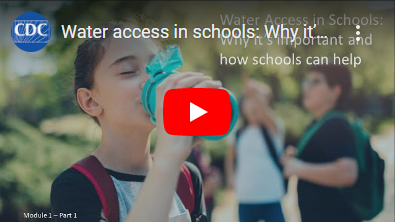 CDC
Water access in schools: Why it'...
Water Access in Schools:
Why it's important and
how schools can help
Module 1 – Part 1